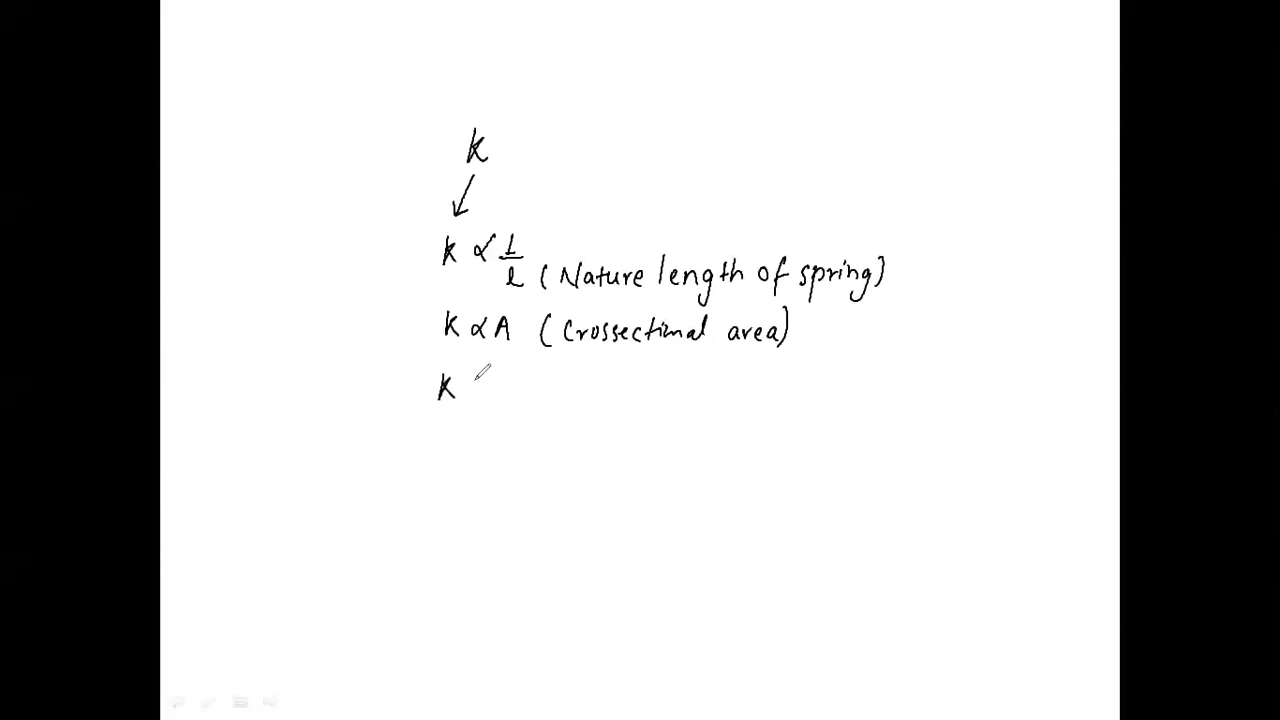 k
k ∝ 1/l (Nature length of spring)
k ∝ A (Crossectional area)
k